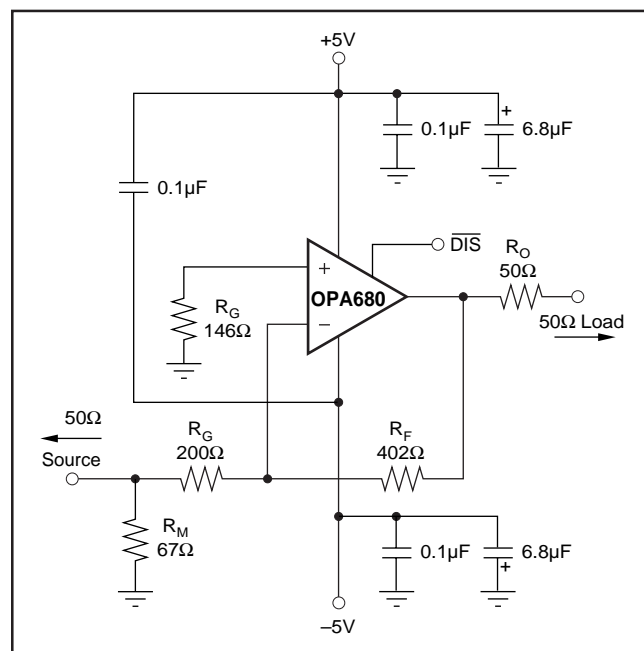 +5V
0.1µF
+
6.8µF
0.1µF
DIS
+
−
OPA680
R_O
50Ω
50Ω Load
R_G
146Ω
50Ω
Source
R_G
200Ω
R_F
402Ω
R_M
67Ω
0.1µF
6.8µF
+
–5V